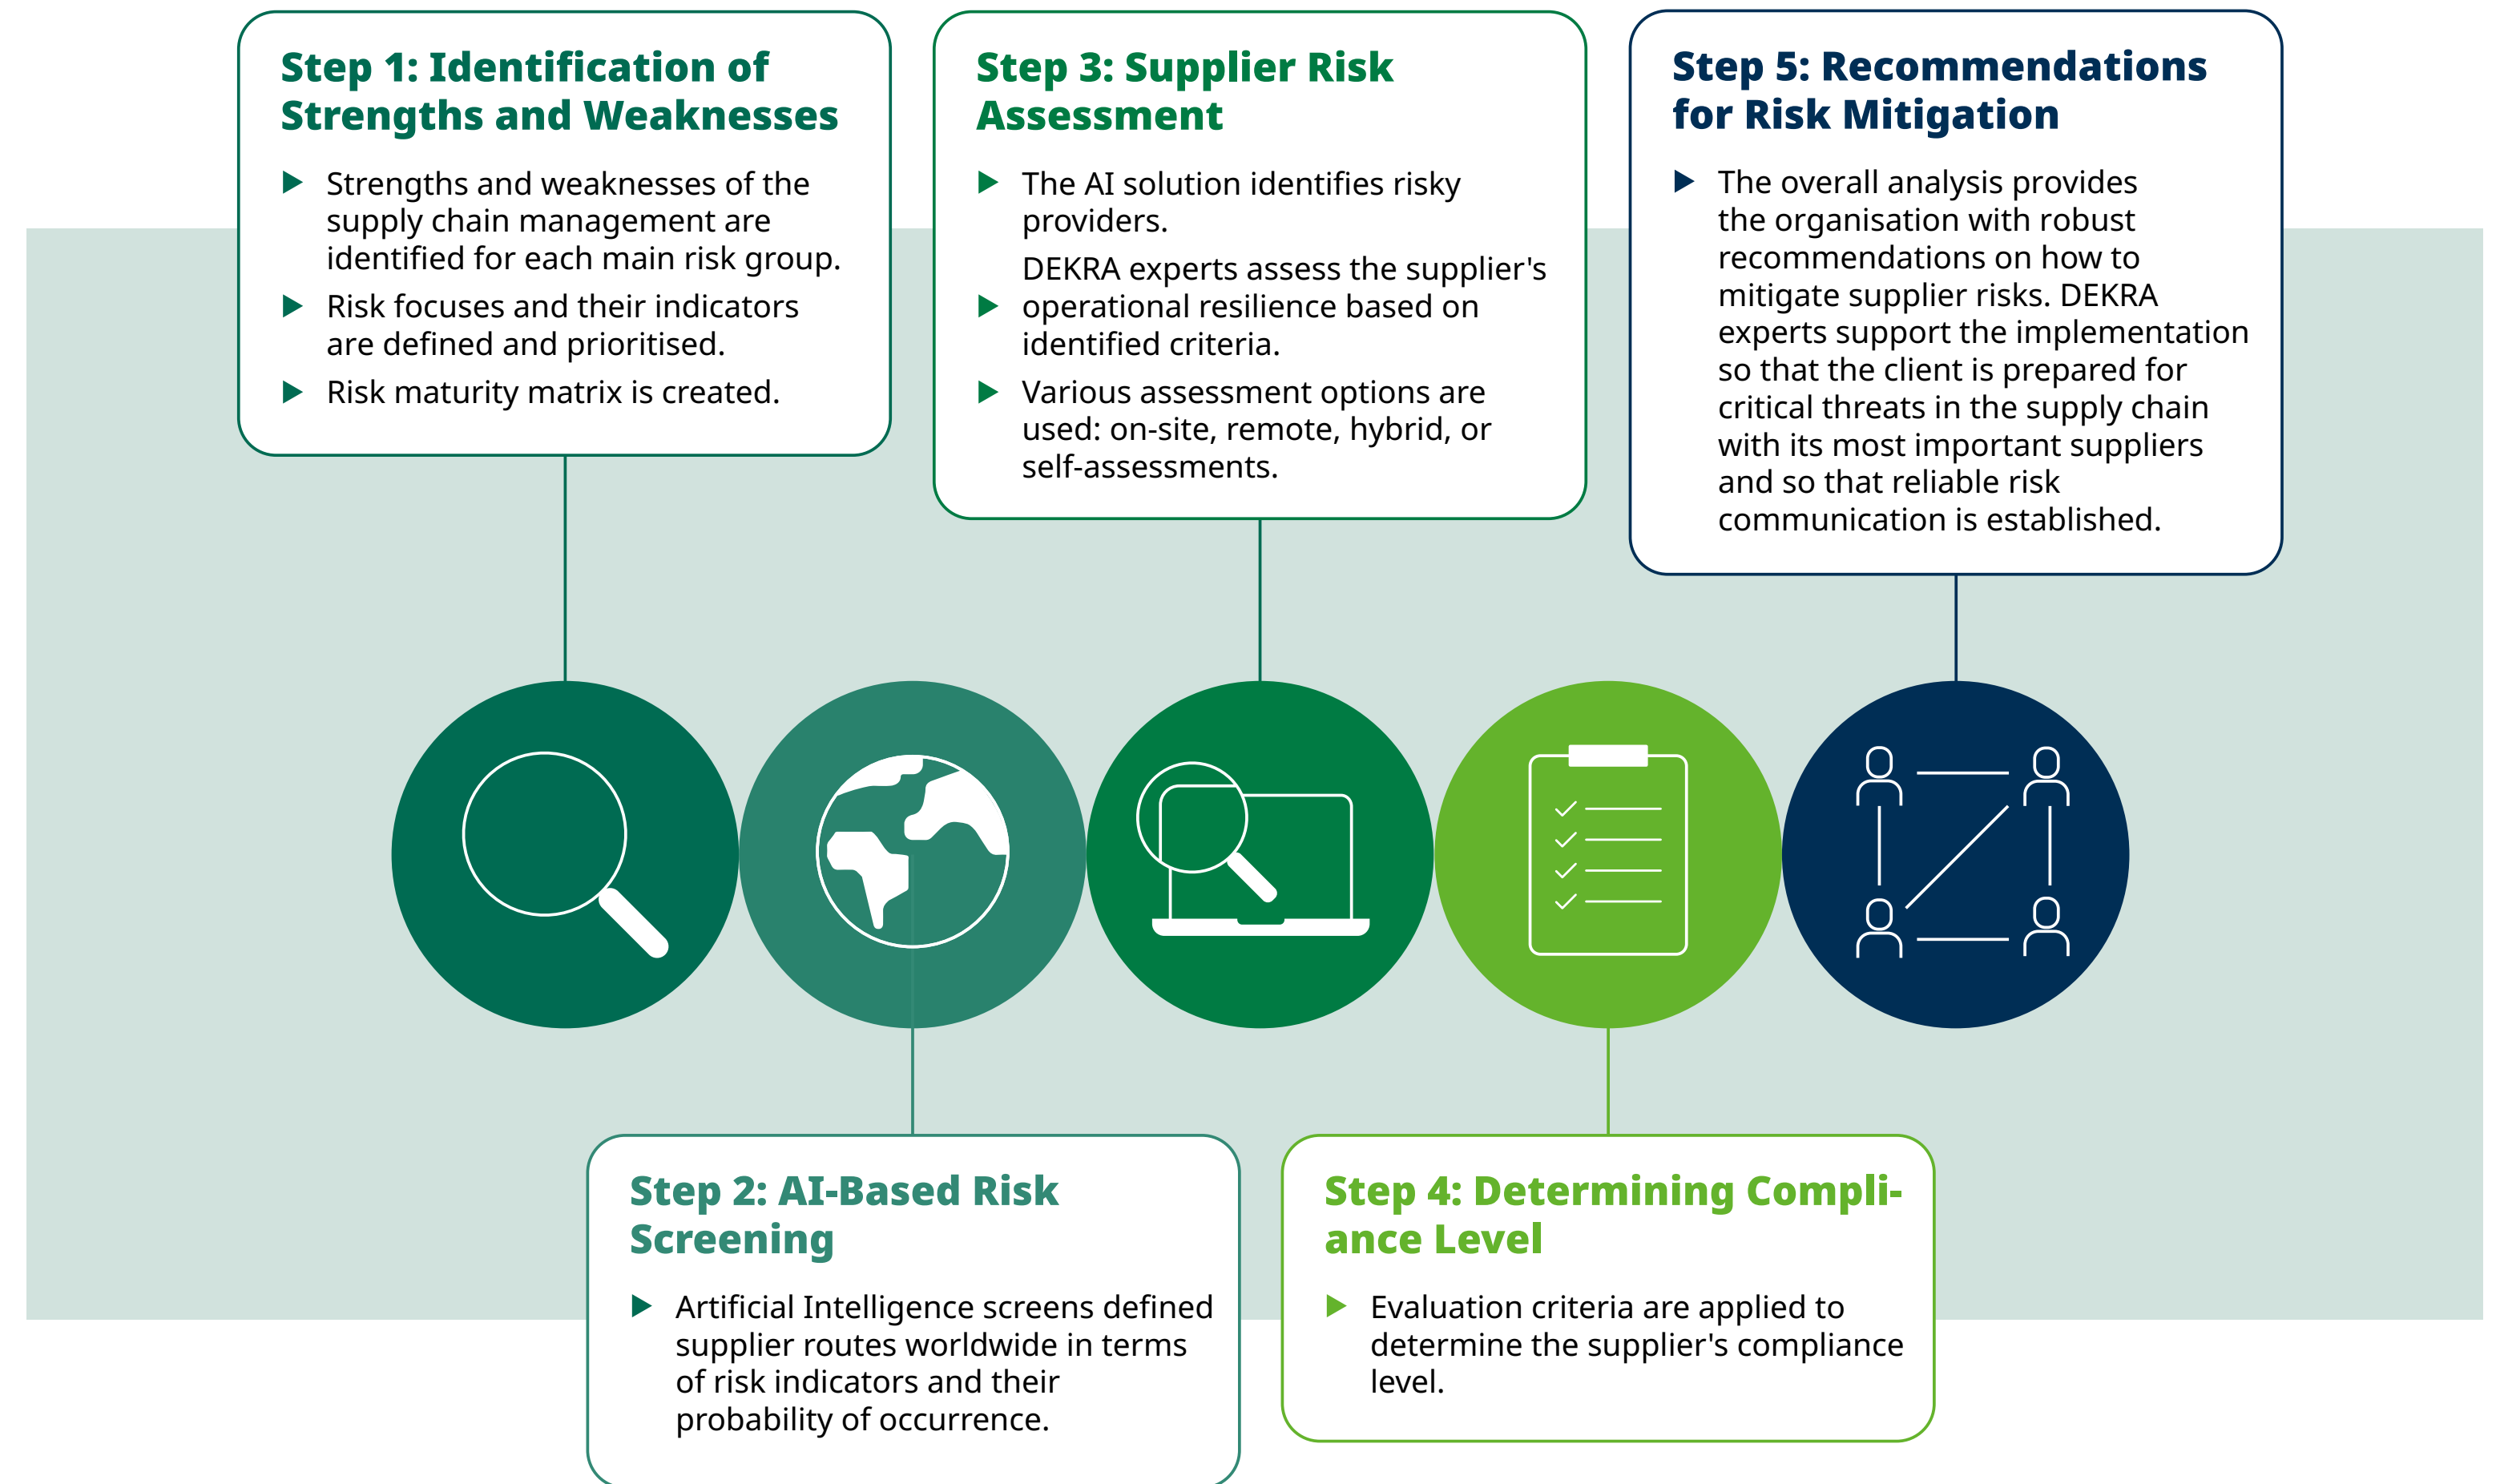 Step 1: Identification of
Strengths and Weaknesses
Strengths and weaknesses of the
supply chain management are
identified for each main risk group.
Risk focuses and their indicators
are defined and prioritised.
Risk maturity matrix is created.
Step 2: AI-Based Risk
Screening
Artificial Intelligence screens defined
supplier routes worldwide in terms
of risk indicators and their
probability of occurrence.
Step 3: Supplier Risk
Assessment
The AI solution identifies risky
providers.
DEKRA experts assess the supplier's
operational resilience based on
identified criteria.
Various assessment options are
used: on-site, remote, hybrid, or
self-assessments.
Step 4: Determining Compli-
ance Level
Evaluation criteria are applied to
determine the supplier's compliance
level.
Step 5: Recommendations
for Risk Mitigation
The overall analysis provides
the organisation with robust
recommendations on how to
mitigate supplier risks. DEKRA
experts support the implementation
so that the client is prepared for
critical threats in the supply chain
with its most important suppliers
and so that reliable risk
communication is established.